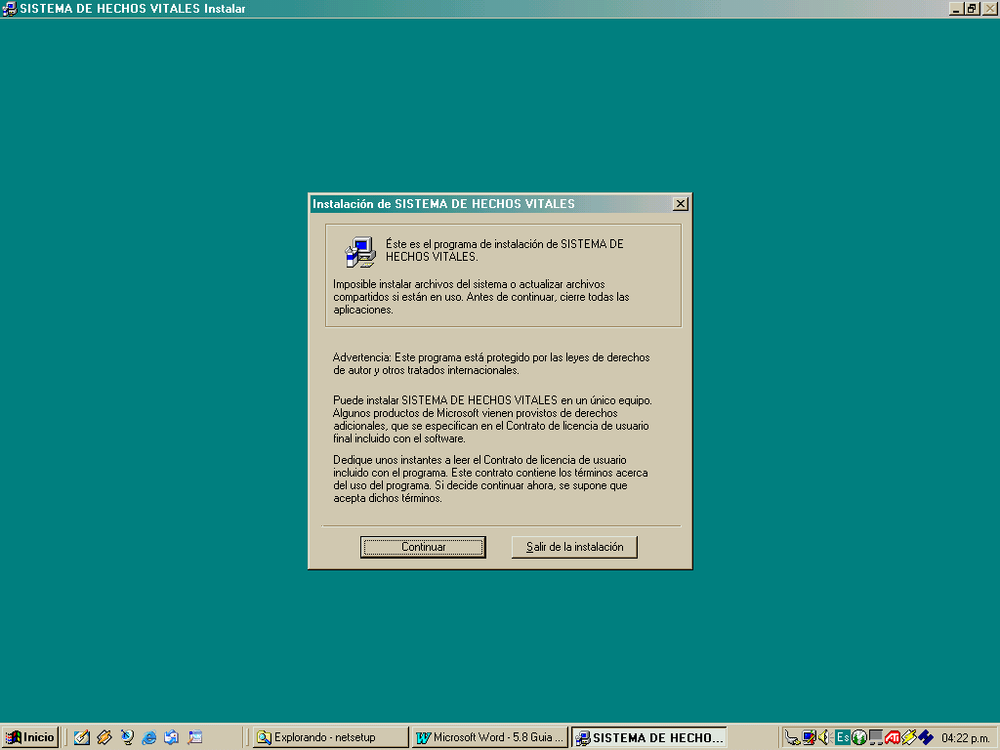 SISTEMA DE HECHOS VITALES Instalar
Instalación de SISTEMA DE HECHOS VITALES
Éste es el programa de instalación de SISTEMA DE
HECHOS VITALES.
Imposible instalar archivos del sistema o actualizar archivos
compartidos si están en uso. Antes de continuar, cierre todas las
aplicaciones.
Advertencia: Este programa está protegido por las leyes de derechos
de autor y otros tratados internacionales.
Puede instalar SISTEMA DE HECHOS VITALES en un único equipo.
Algunos productos de Microsoft vienen provistos de derechos
adicionales, que se especifican en el Contrato de licencia de usuario
final incluido con el software.
Dedique unos instantes a leer el Contrato de licencia de usuario
incluido con el programa. Este contrato contiene los términos acerca
del uso del programa. Si decide continuar ahora, se supone que
acepta dichos términos.
Continuar Salir de la instalación
Inicio Explorando - netsetup Microsoft Word - 5.8 Guia ... SISTEMA DE HECHO... Es 04:22 p.m.